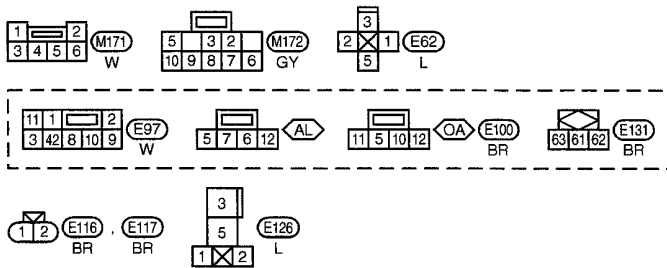 1 2 3
3 4 5 6 M171 5 3 2 M172 2 1 E62
W 10 9 8 7 6 GY 5 L
11 1 2
3 42 8 10 9 E97 5 7 6 12 AL 11 5 10 12 OA E100 63 61 62 E131
W BR BR
3
1 2 E116 , E117 5 E126
BR BR 1 2 L